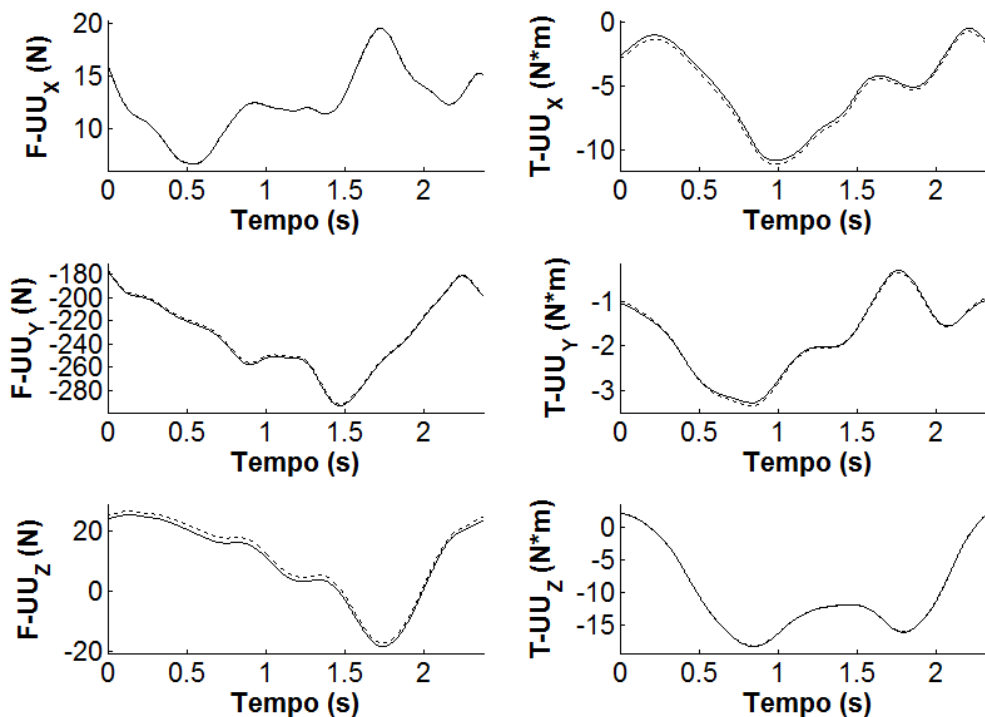 F-UU_X (N)
20
15
10
0 0.5 1 1.5 2
Tempo (s)
T-UU_X (N*m)
0
-5
-10
0 0.5 1 1.5 2
Tempo (s)
F-UU_Y (N)
-180
-200
-220
-240
-260
-280
0 0.5 1 1.5 2
Tempo (s)
T-UU_Y (N*m)
-1
-2
-3
0 0.5 1 1.5 2
Tempo (s)
F-UU_Z (N)
20
0
-20
0 0.5 1 1.5 2
Tempo (s)
T-UU_Z (N*m)
0
-5
-10
-15
0 0.5 1 1.5 2
Tempo (s)